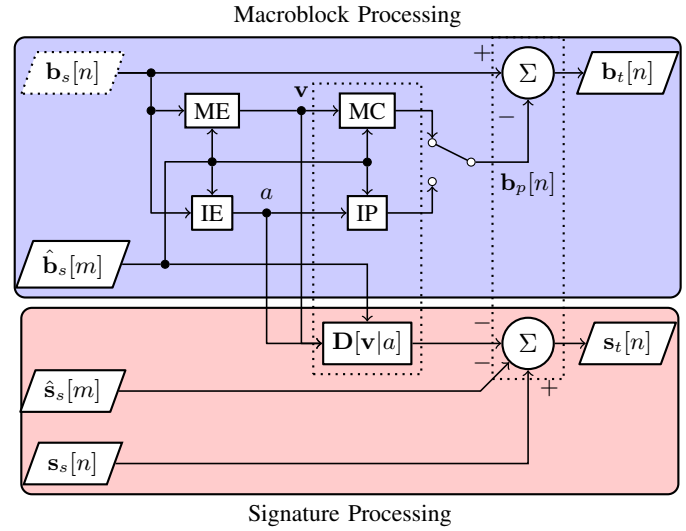 Macroblock Processing
b_s[n] + Σ b_t[n]
v −
ME MC
b_p[n]
a
IE IP
b̂_s[m]
D[v|a] − Σ s_t[n]
−
ŝ_s[m] +
s_s[n]
Signature Processing